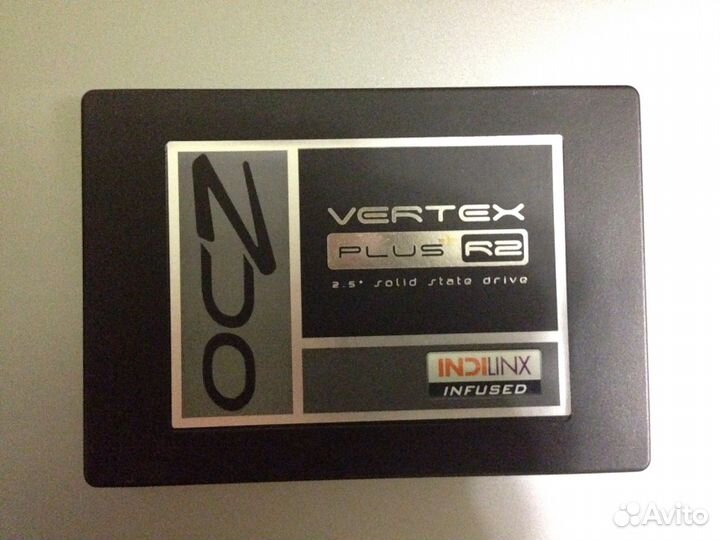 OCZ
VERTEX
PLUS R2
2.5" solid state drive
INDILINX
INFUSED
Avito